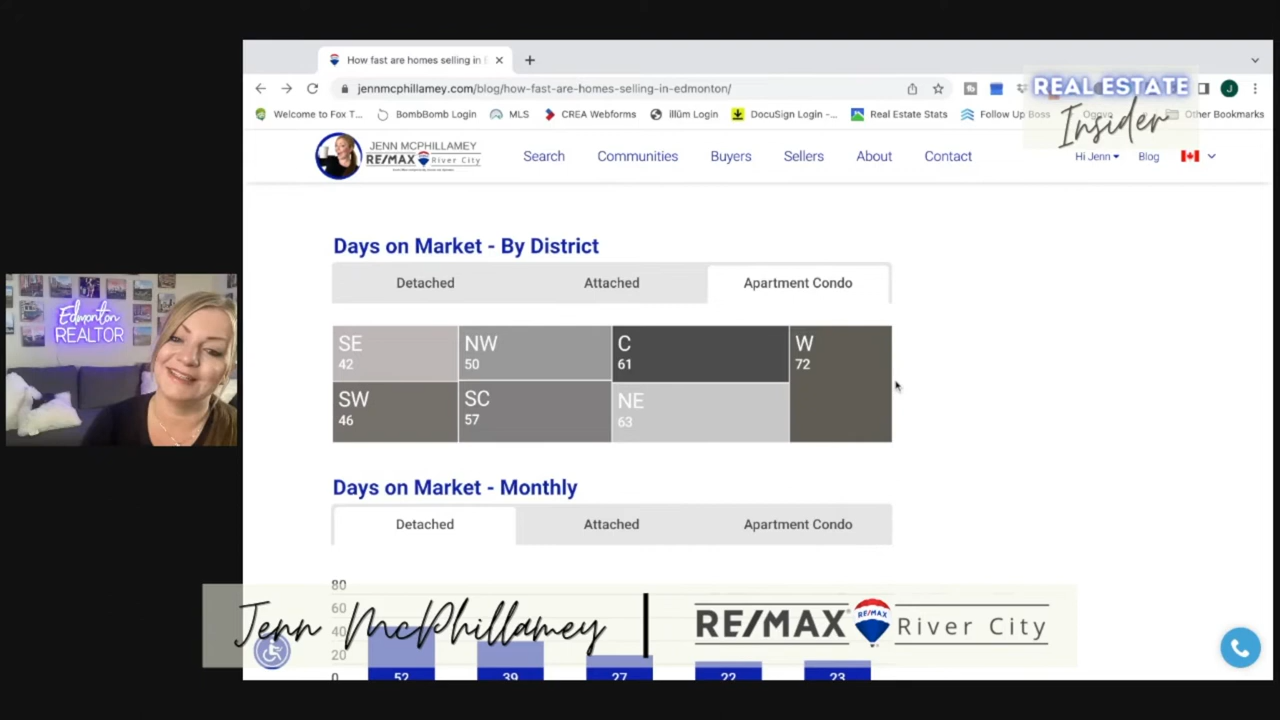 How fast are homes selling in
jennmcphillamey.com/blog/how-fast-are-homes-selling-in-edmonton/
REAL ESTATE
Insider
Welcome to Fox T...
BombBomb Login
MLS
CREA Webforms
illūm Login
DocuSign Login -...
Real Estate Stats
Follow Up Boss
Other Bookmarks
JENN MCPHILLAMEY
RE/MAX River City
Search
Communities
Buyers
Sellers
About
Contact
Hi Jenn
Blog
Edmonton
REALTOR
Days on Market - By District
Detached
Attached
Apartment Condo
SE
42
NW
50
C
61
W
72
SW
46
SC
57
NE
63
Days on Market - Monthly
Detached
Attached
Apartment Condo
80
60
40
20
0
52
39
27
22
23
Jenn McPhillamey
RE/MAX River City